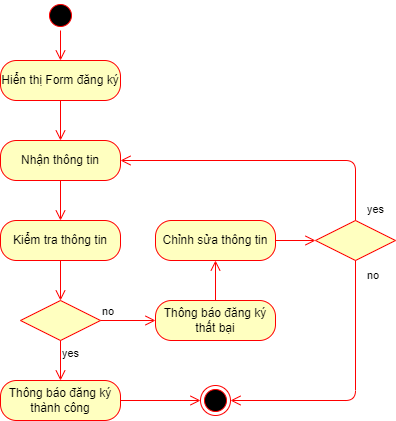 Hiển thị Form đăng ký
Nhận thông tin
yes
Kiểm tra thông tin
Chỉnh sửa thông tin
no
no
Thông báo đăng ký
thất bại
yes
Thông báo đăng ký
thành công